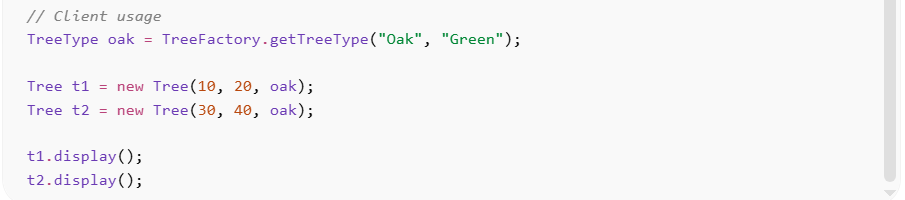 // Client usage
TreeType oak = TreeFactory.getTreeType("Oak", "Green");
Tree t1 = new Tree(10, 20, oak);
Tree t2 = new Tree(30, 40, oak);
t1.display();
t2.display();